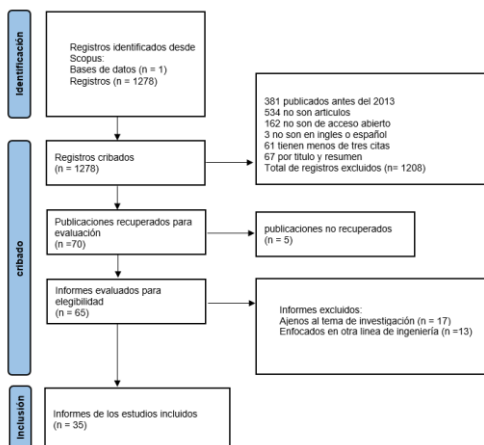 Identificación
Registros identificados desde
Scopus:
Bases de datos (n = 1)
Registros (n = 1278)
381 publicados antes del 2013
534 no son articulos
162 no son de acceso abierto
3 no son en ingles o español
61 tienen menos de tres citas
67 por titulo y resumen
Total de registros excluidos (n= 1208)
cribado
Registros cribados
(n = 1278)
Publicaciones recuperados para
evaluación
(n =70)
publicaciones no recuperados
(n = 5)
Informes evaluados para
elegibilidad
(n = 65)
Informes excluidos:
Ajenos al tema de investigación (n = 17)
Enfocados en otra linea de ingeniería (n =13)
Inclusión
Informes de los estudios incluidos
(n = 35)